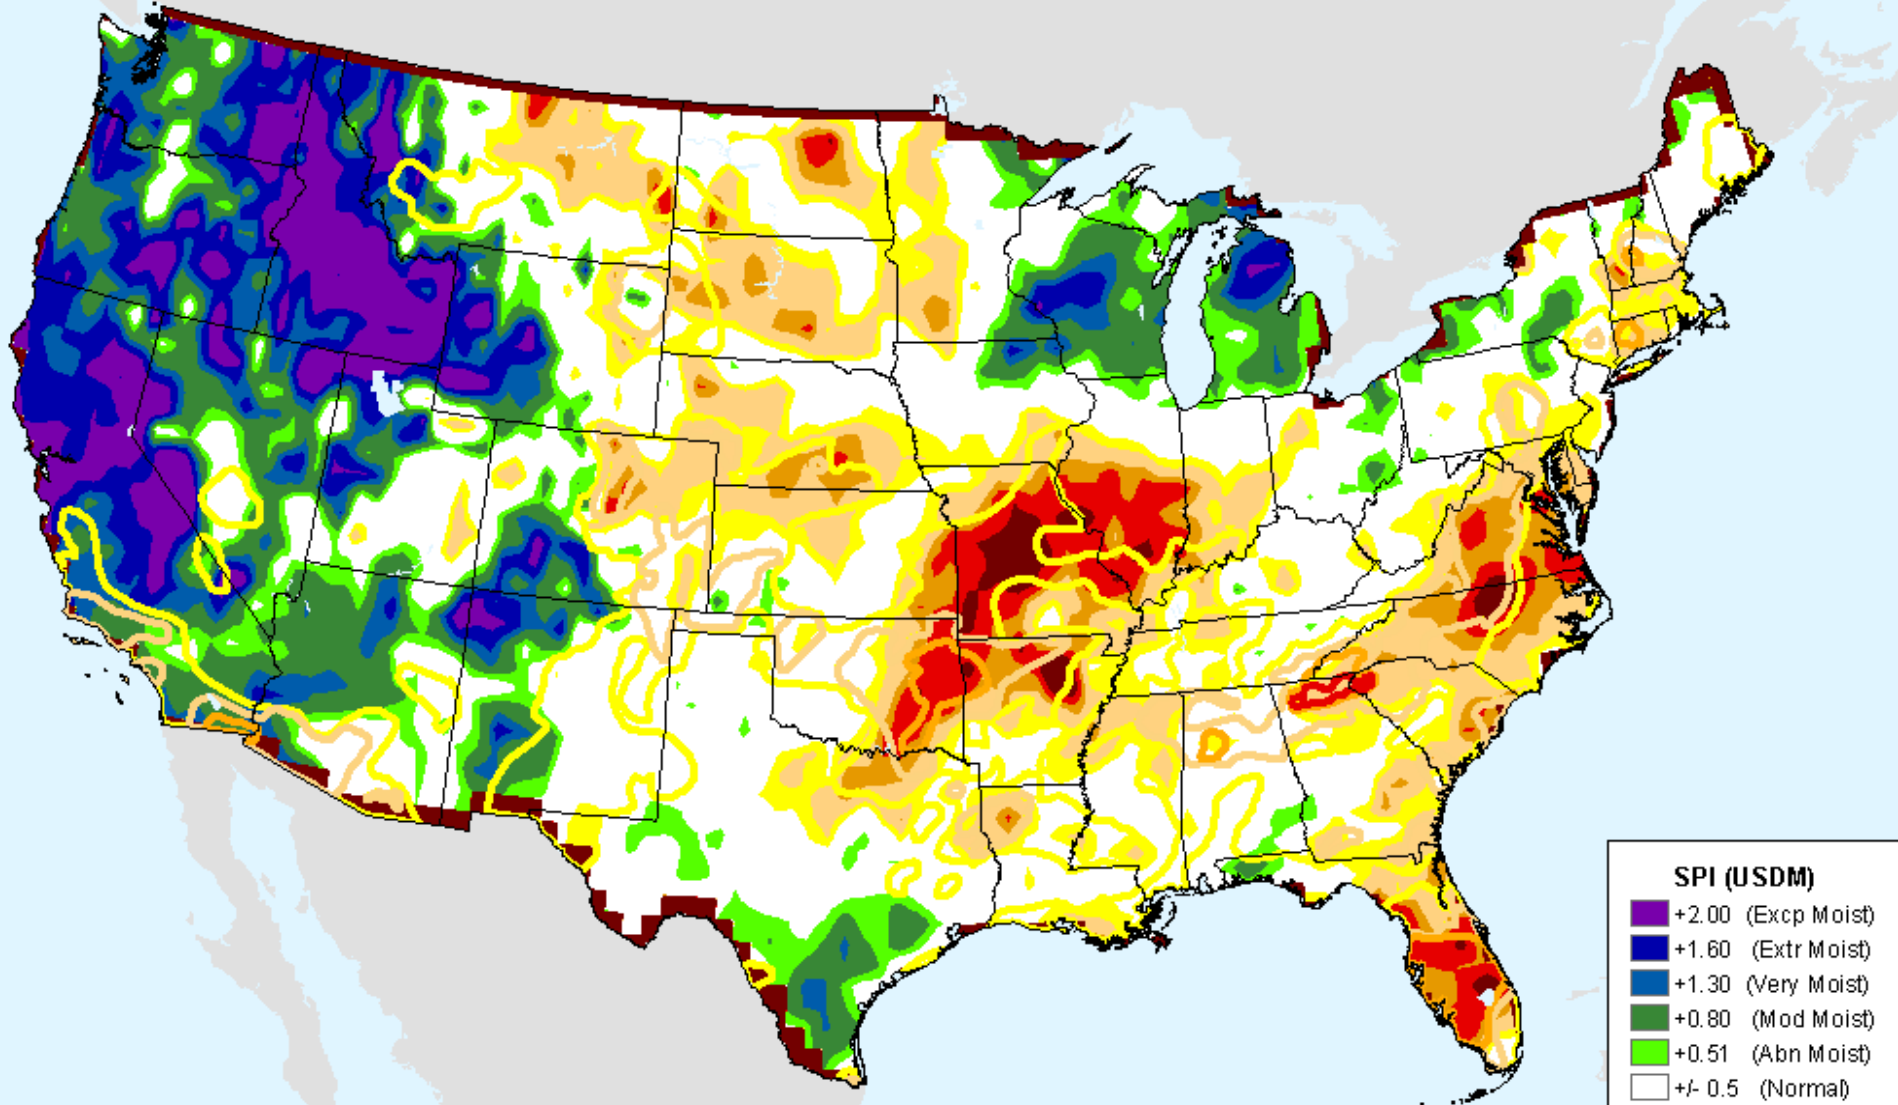 SPI (USDM)
+2.00 (Excp Moist)
+1.60 (Extr Moist)
+1.30 (Very Moist)
+0.80 (Mod Moist)
+0.51 (Abn Moist)
+/- 0.5 (Normal)